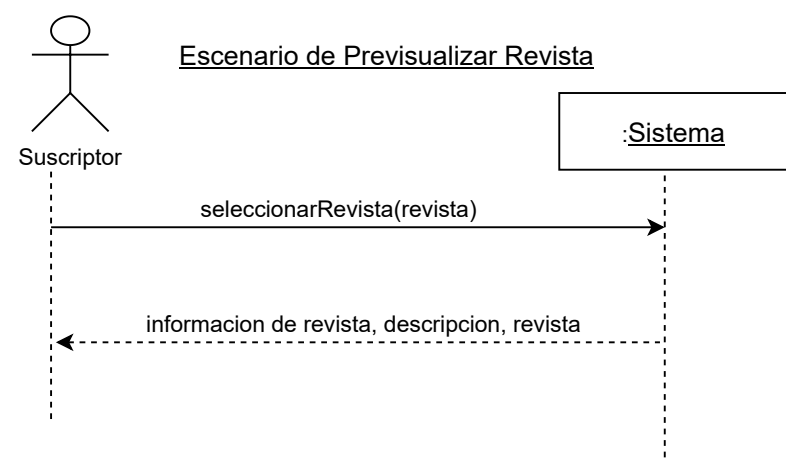 Escenario de Previsualizar Revista
:Sistema
Suscriptor
seleccionarRevista(revista)
informacion de revista, descripcion, revista